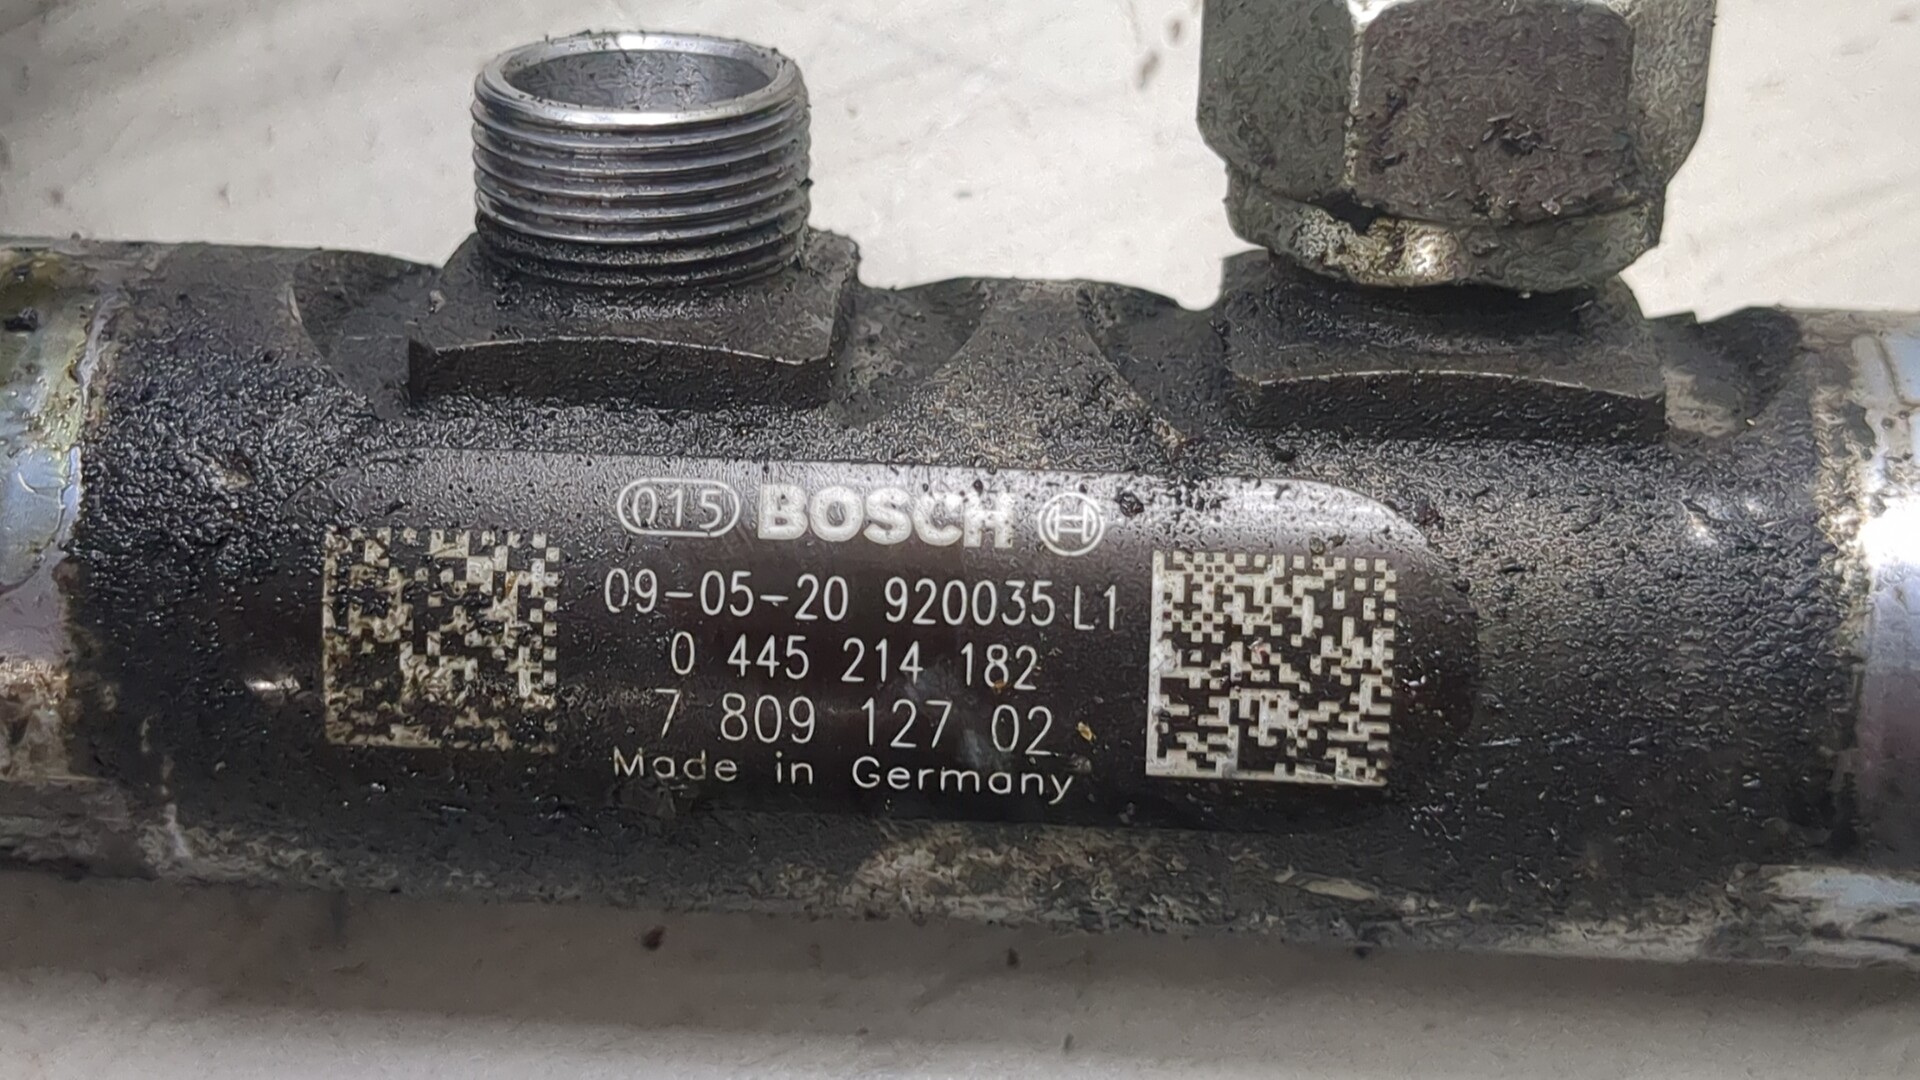 015 BOSCH
09-05-20 920035 L1
0 445 214 182
7 809 127 02
Made in Germany